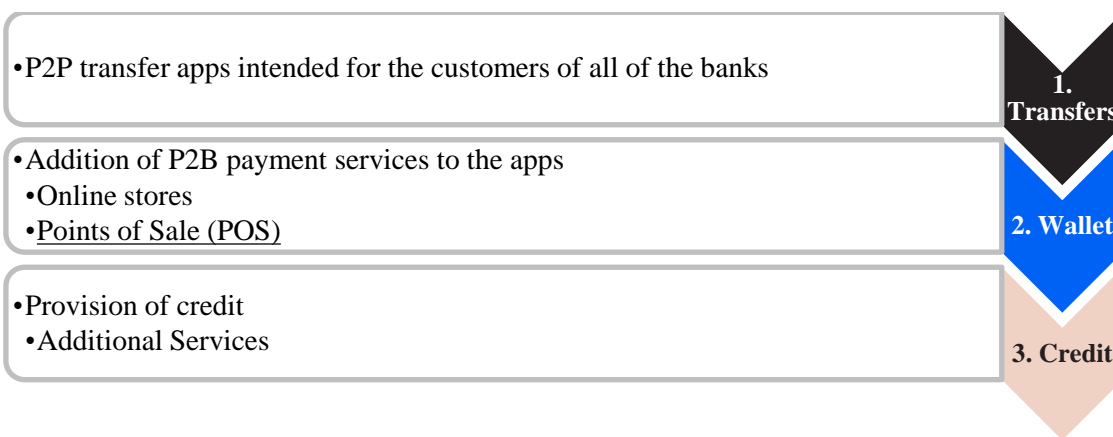 •P2P transfer apps intended for the customers of all of the banks
1.
Transfers
•Addition of P2B payment services to the apps
•Online stores
•Points of Sale (POS)
2. Wallet
•Provision of credit
•Additional Services
3. Credit